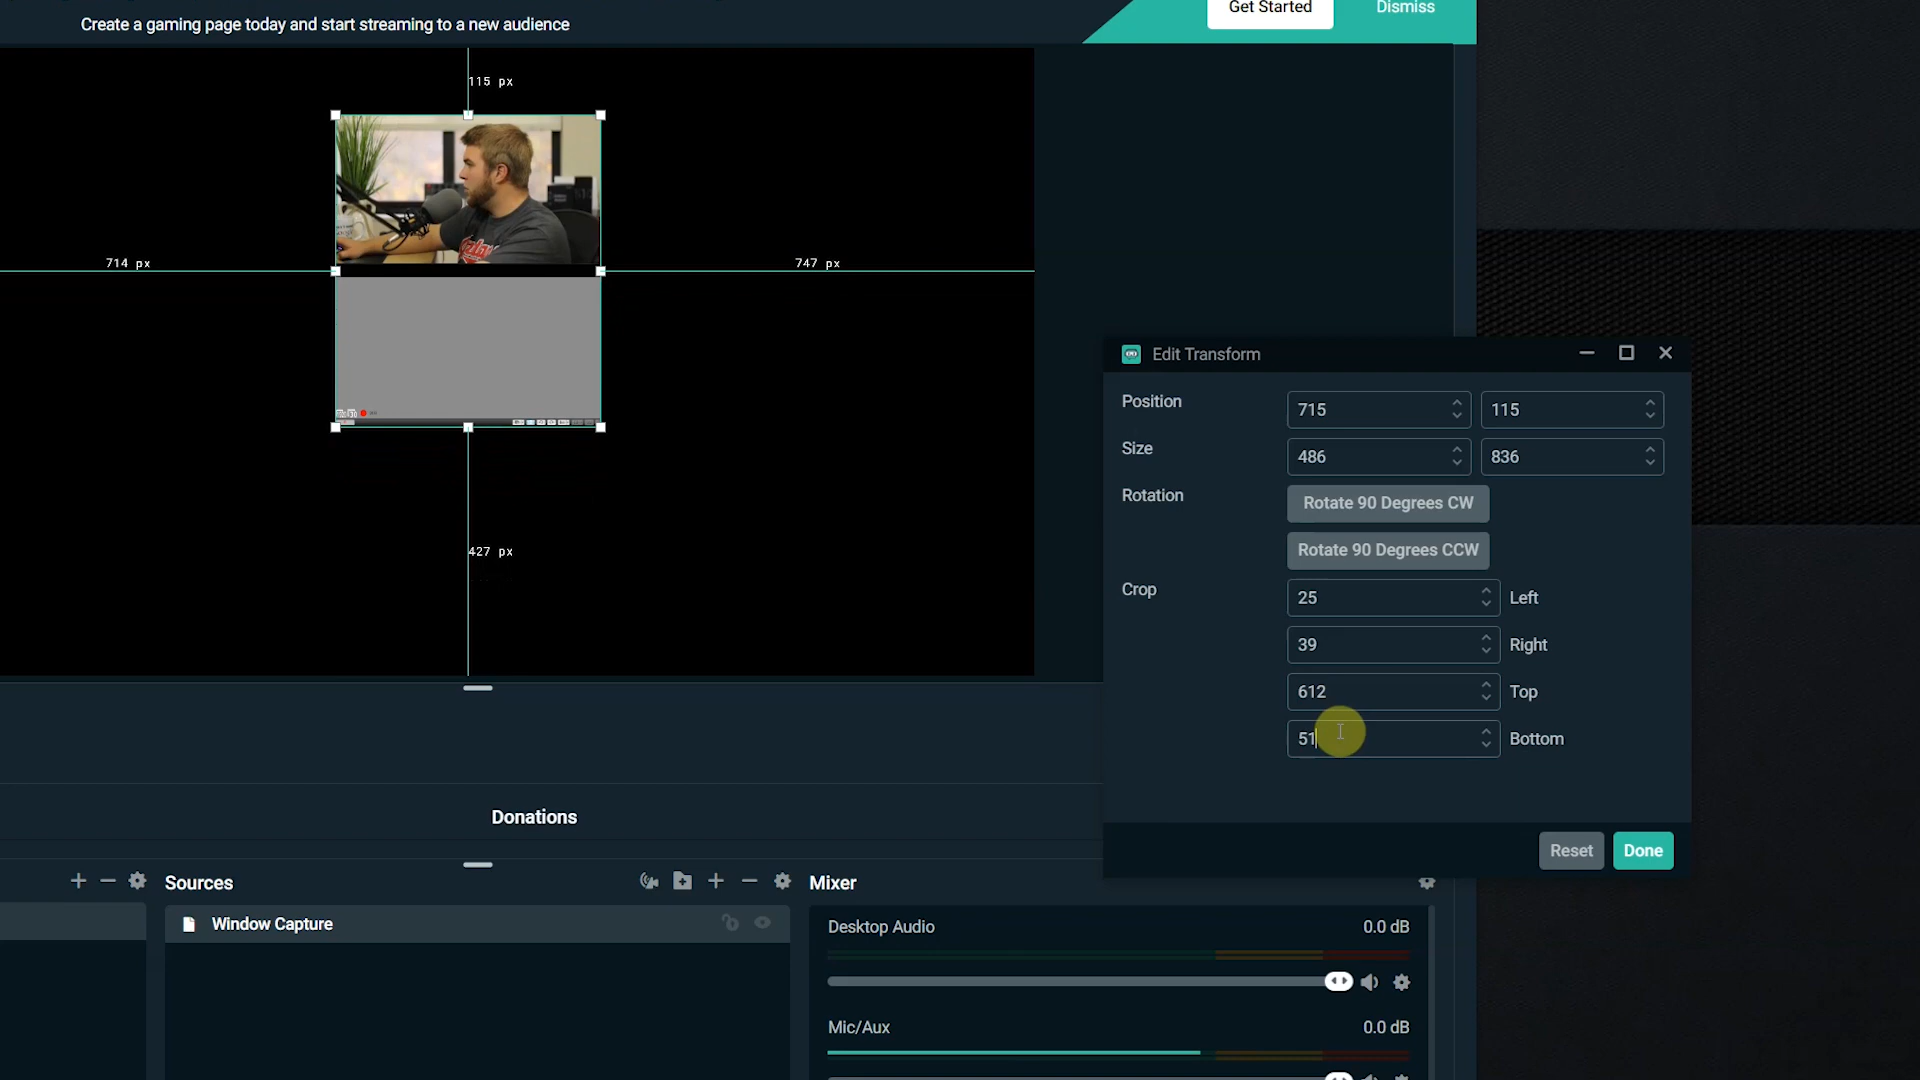 Create a gaming page today and start streaming to a new audience
Get Started
Dismiss
115 px
714 px
747 px
427 px
Edit Transform
Position
715
115
Size
486
836
Rotation
Rotate 90 Degrees CW
Rotate 90 Degrees CCW
Crop
25
Left
39
Right
612
Top
51
Bottom
Reset
Done
Donations
Sources
Mixer
Window Capture
Desktop Audio
0.0 dB
Mic/Aux
0.0 dB